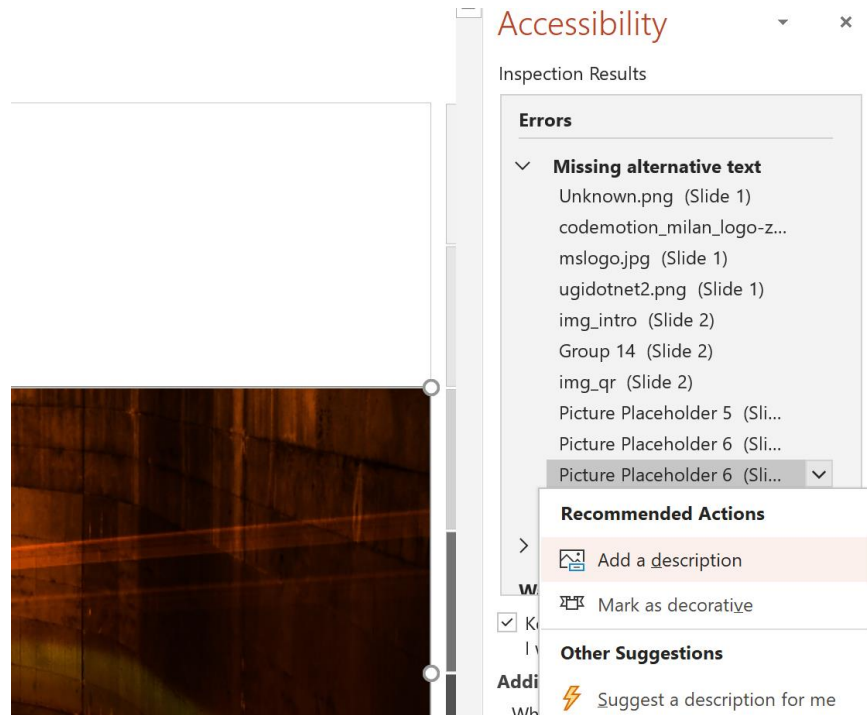 Accessibility
Inspection Results
Errors
Missing alternative text
Unknown.png (Slide 1)
codemotion_milan_logo-z...
mslogo.jpg (Slide 1)
ugidotnet2.png (Slide 1)
img_intro (Slide 2)
Group 14 (Slide 2)
img_qr (Slide 2)
Picture Placeholder 5 (Sli...
Picture Placeholder 6 (Sli...
Picture Placeholder 6 (Sli...
Recommended Actions
Add a description
Mark as decorative
Other Suggestions
Suggest a description for me